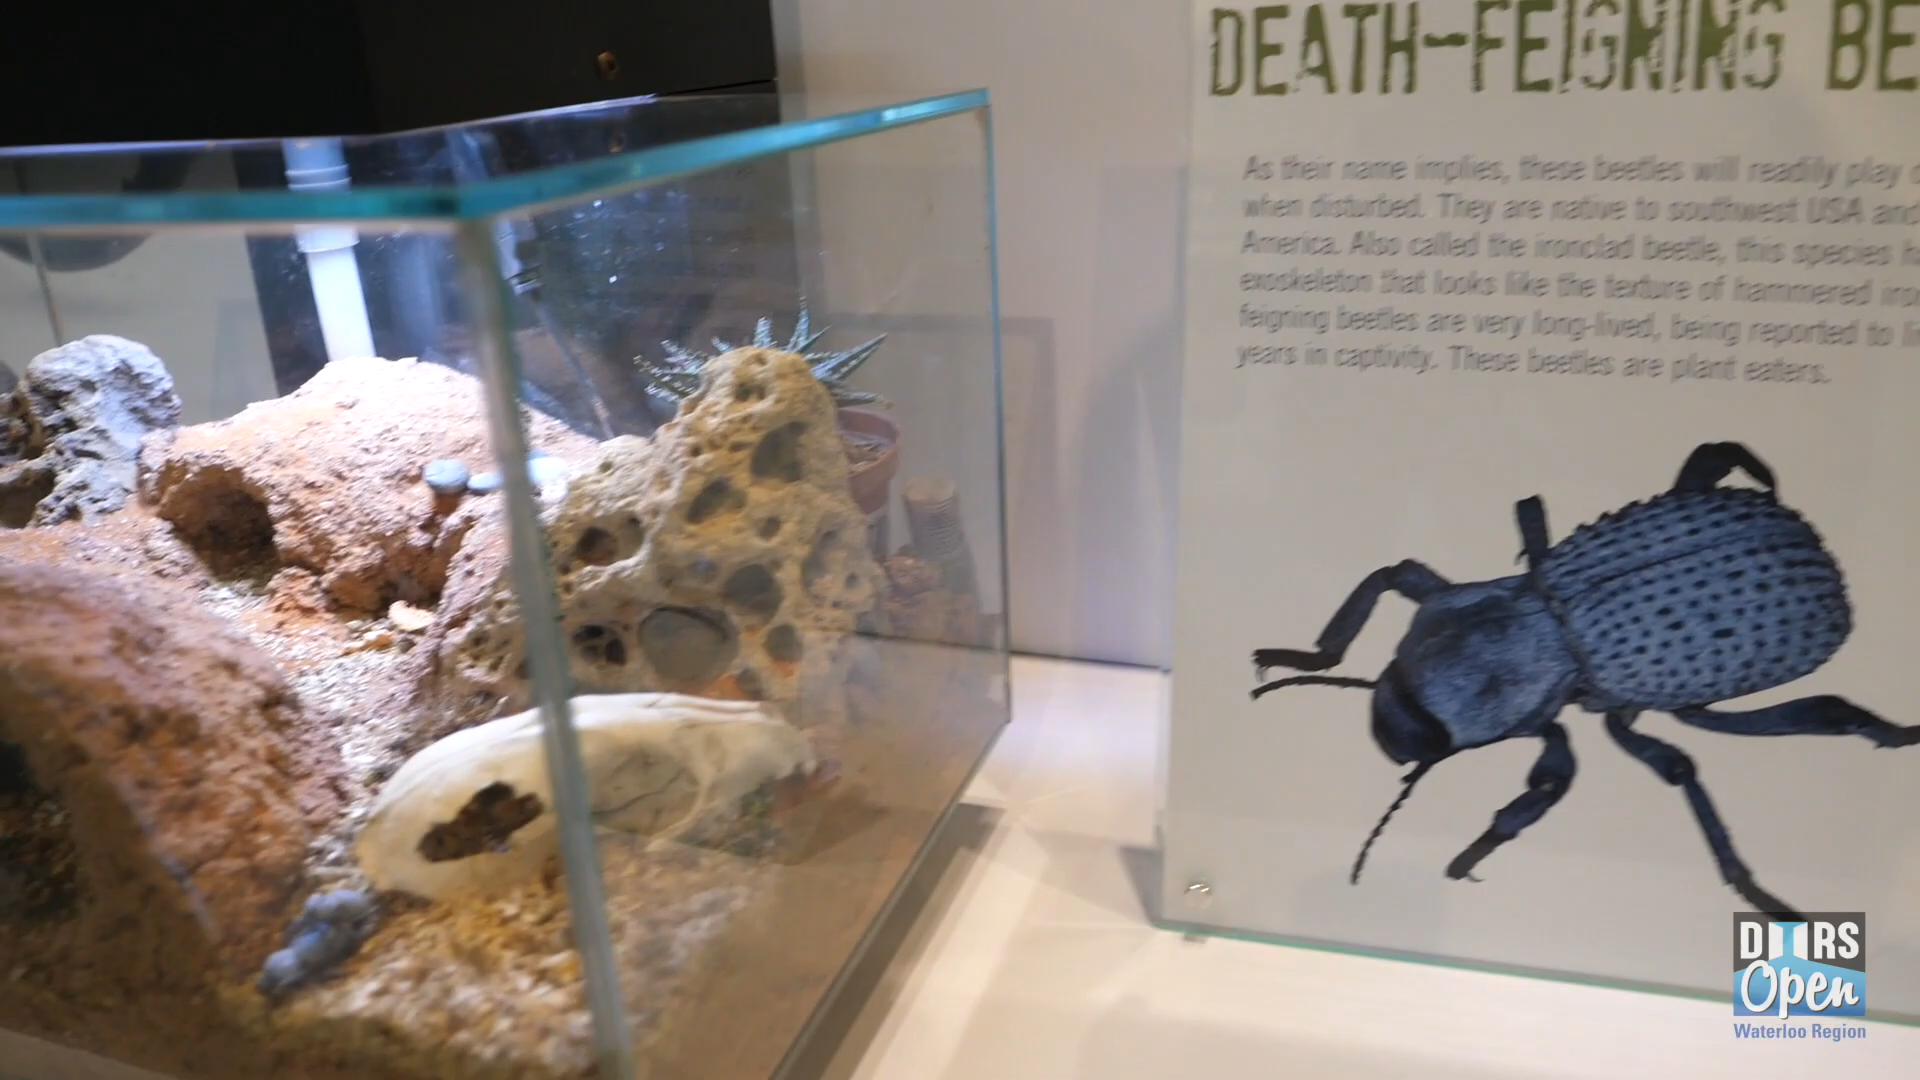 DEATH-FEIGNING BE
As their name implies, these beetles will readily play
when disturbed. They are native to southwest USA and
America. Also called the ironclad beetle, this species
exoskeleton that looks like the texture of hammered
feigning beetles are very long-lived, being reported to
years in captivity. These beetles are plant eaters.
DOORS
Open
Waterloo Region